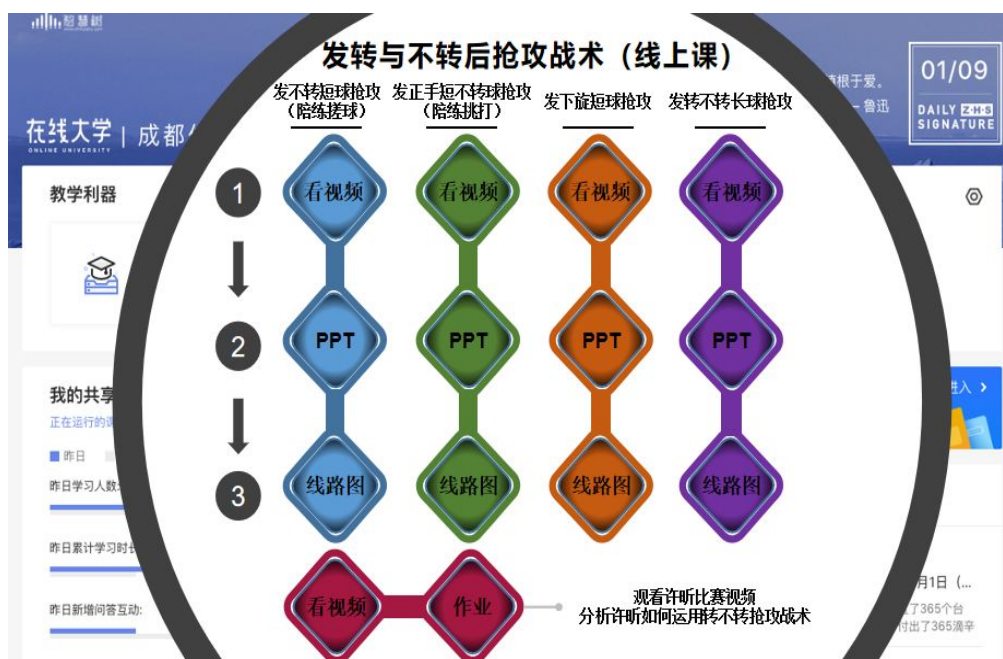 智慧树
发转与不转后抢攻战术（线上课）
发不转短球抢攻
（陪练搓球）
发正手短不转球抢攻
（陪练挑打）
发下旋短球抢攻
发转不转长球抢攻
植根于爱。
鲁迅
01/09
DAILY Z·H·S
SIGNATURE
在线大学
ONLINE UNIVERSITY
成都
教学利器
1
看视频
看视频
看视频
看视频
2
PPT
PPT
PPT
PPT
我的共享
正在运行的
昨日
进入 >
3
线路图
线路图
线路图
线路图
昨日学习人数
昨日累计学习时长
昨日新增问答互动:
看视频
作业
观看许昕比赛视频
分析许昕如何运用转不转抢攻战术
月1日（...
了365个台
付出了365滴辛